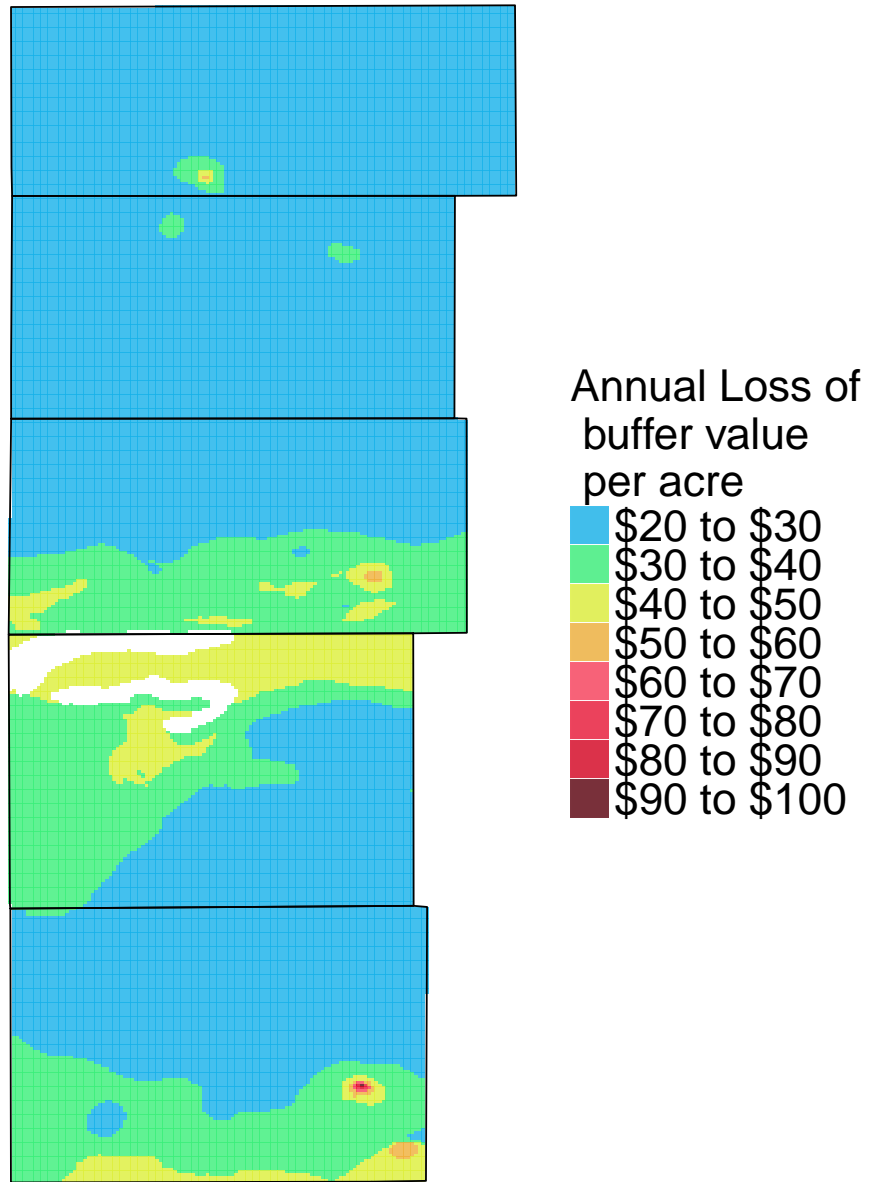 Annual Loss of
buffer value
per acre
$20 to $30
$30 to $40
$40 to $50
$50 to $60
$60 to $70
$70 to $80
$80 to $90
$90 to $100